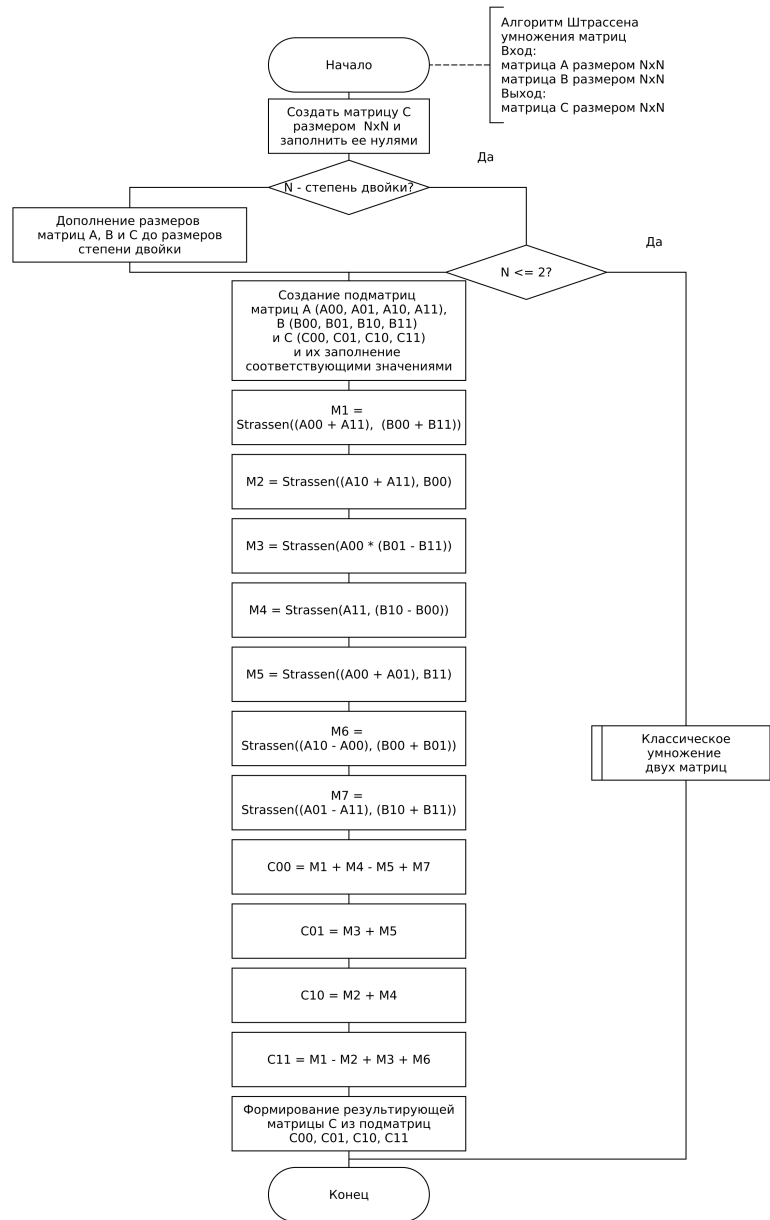 Начало
Алгоритм Штрассена
умножения матриц
Вход:
матрица A размером NxN
матрица B размером NxN
Выход:
матрица C размером NxN
Создать матрицу C
размером NxN и
заполнить ее нулями
Да
N - степень двойки?
Дополнение размеров
матриц A, B и C до размеров
степени двойки
Да
N <= 2?
Создание подматриц
матриц A (A00, A01, A10, A11),
B (B00, B01, B10, B11)
и C (C00, C01, C10, C11)
и их заполнение
соответствующими значениями
M1 =
Strassen((A00 + A11), (B00 + B11))
M2 = Strassen((A10 + A11), B00)
M3 = Strassen(A00 * (B01 - B11))
M4 = Strassen(A11, (B10 - B00))
M5 = Strassen((A00 + A01), B11)
M6 =
Strassen((A10 - A00), (B00 + B01))
Классическое
умножение
двух матриц
M7 =
Strassen((A01 - A11), (B10 + B11))
C00 = M1 + M4 - M5 + M7
C01 = M3 + M5
C10 = M2 + M4
C11 = M1 - M2 + M3 + M6
Формирование результирующей
матрицы C из подматриц
C00, C01, C10, C11
Конец